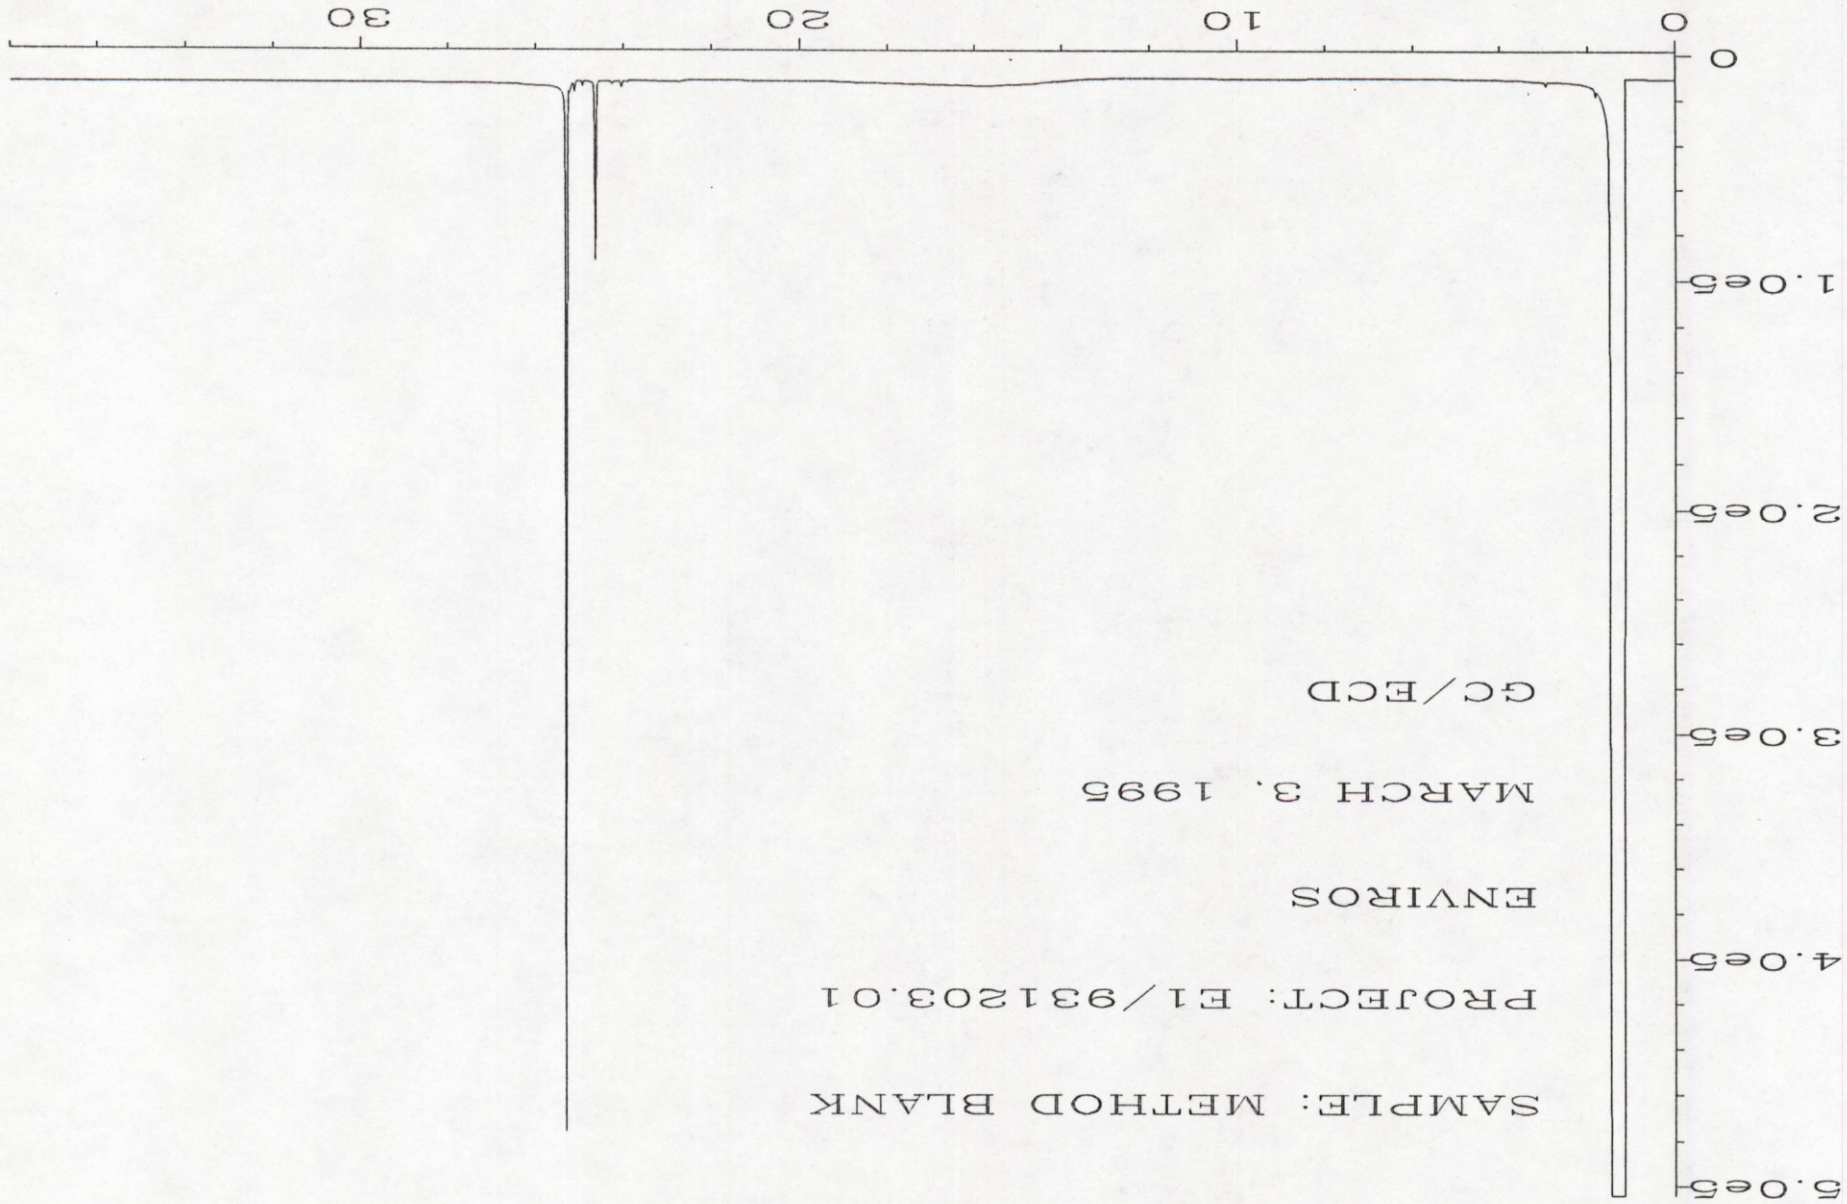 5.0e5
SAMPLE: METHOD BLANK
PROJECT: E1/931203.01
4.0e5
ENVIROS
MARCH 3, 1995
3.0e5
GC/ECD
2.0e5
1.0e5
0
0 10 20 30